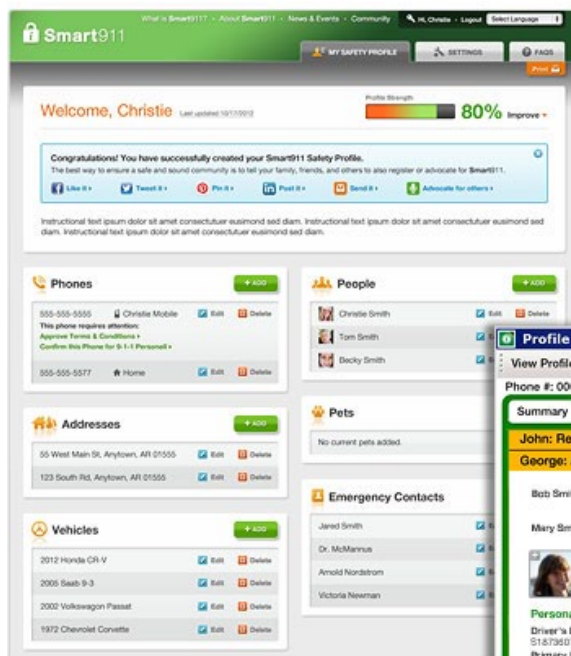 What is Smart911? • About Smart911 • News & Events • Community
Hi, Christie • Logout
Select Language
Smart911
MY SAFETY PROFILE
SETTINGS
FAQS
Print
Welcome, Christie
Last updated 10/17/2012
Profile Strength
80% Improve
Congratulations! You have successfully created your Smart911 Safety Profile.
The best way to ensure a safe and sound community is to tell your family, friends, and others to also register or advocate for Smart911.
Like it
Tweet it
Pin it
Post it
Send it
Advocate for others
Instructional text ipsum dolor sit amet consectutuer eusimond sed diam. Instructional text ipsum dolor sit amet consectutuer eusimond sed
diam. Instructional text ipsum dolor sit amet consectutuer eusimond sed diam.
Phones
+ ADD
555-555-5555 Christie Mobile Edit Delete
This phone requires attention:
Approve Terms & Conditions
Confirm this Phone for 9-1-1 Personell
555-555-5577 Home Edit Delete
Addresses
+ ADD
55 West Main St, Anytown, AR 01555 Edit Delete
123 South Rd, Anytown, AR 01555 Edit Delete
Vehicles
+ ADD
2012 Honda CR-V Edit Delete
2005 Saab 9-3 Edit Delete
2002 Volkswagon Passat Edit Delete
1972 Chevrolet Corvette Edit Delete
People
+ ADD
Christie Smith Edit Delete
Tom Smith
Becky Smith
Pets
No current pets added.
Emergency Contacts
Jared Smith
Dr. McMannus
Arnold Nordstrom
Victoria Newman
Profile
View Profile
Phone #: 00
Summary
John: Re
George:
Bob Smi
Mary Sm
Persona
Driver's
Primary